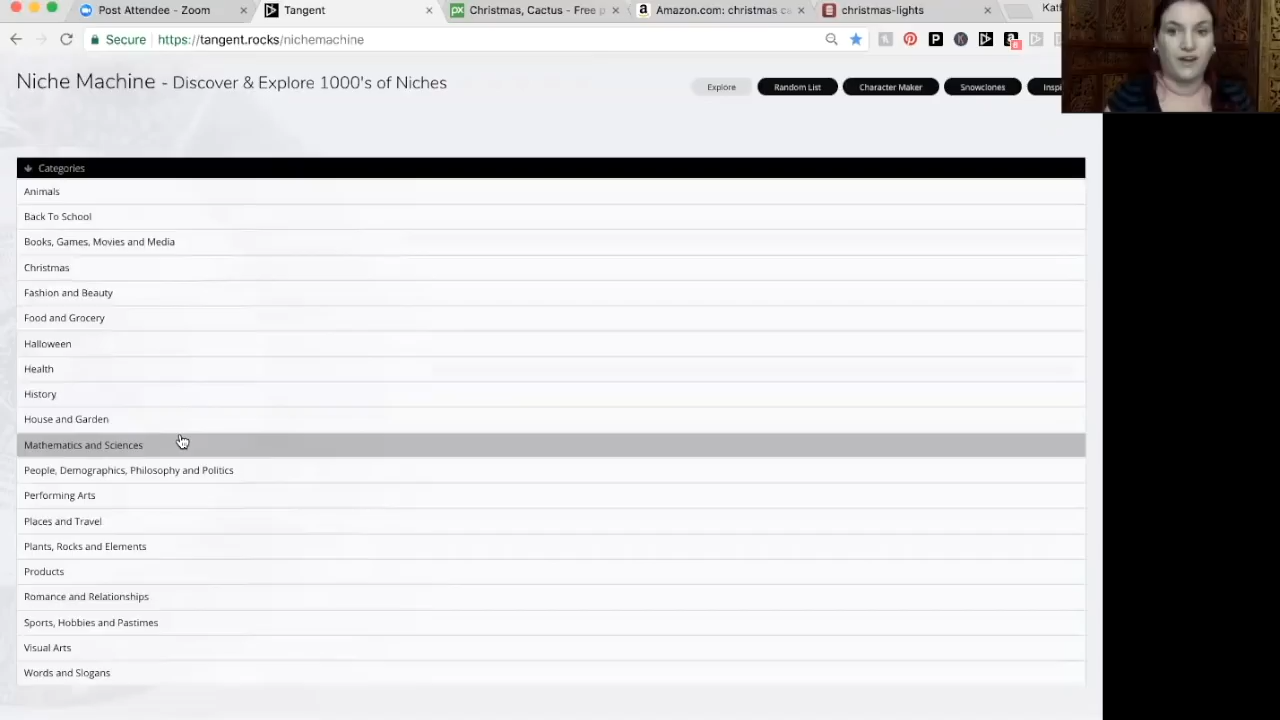 Post Attendee - Zoom
Tangent
Christmas, Cactus - Free p
Amazon.com: christmas c
christmas-lights
Kath
Secure
https://tangent.rocks/nichemachine
Niche Machine - Discover & Explore 1000's of Niches
Explore
Random List
Character Maker
Snowclones
Inspi
Categories
Animals
Back To School
Books, Games, Movies and Media
Christmas
Fashion and Beauty
Food and Grocery
Halloween
Health
History
House and Garden
Mathematics and Sciences
People, Demographics, Philosophy and Politics
Performing Arts
Places and Travel
Plants, Rocks and Elements
Products
Romance and Relationships
Sports, Hobbies and Pastimes
Visual Arts
Words and Slogans